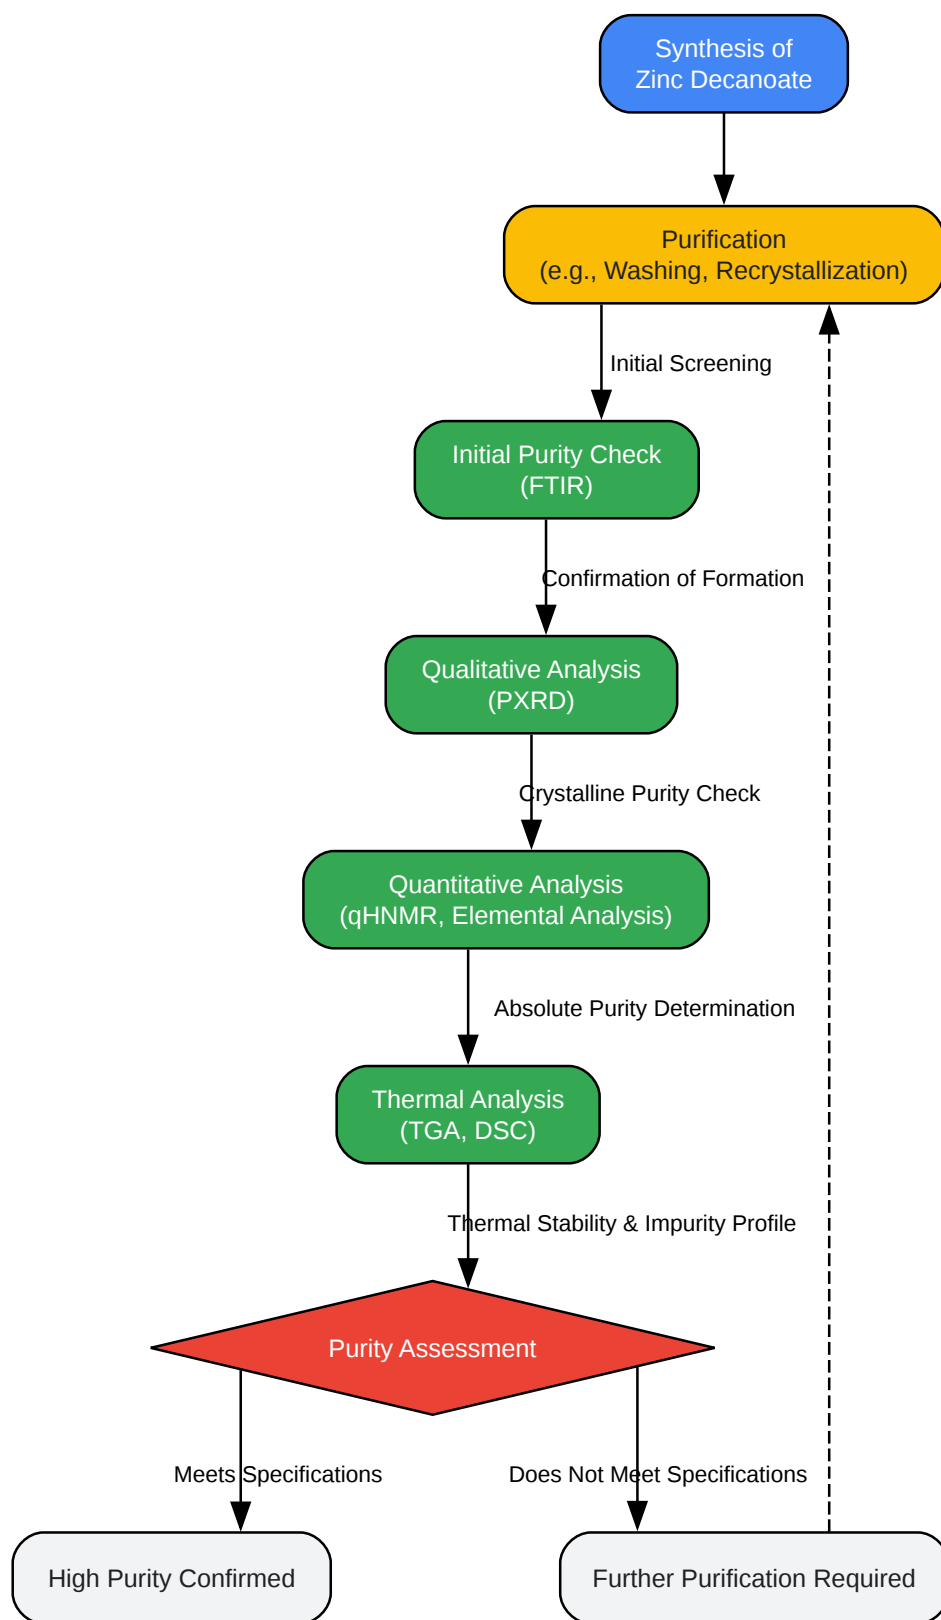 Synthesis of
Zinc Decanoate
Purification
(e.g., Washing, Recrystallization)
Initial Screening
Initial Purity Check
(FTIR)
Confirmation of Formation
Qualitative Analysis
(PXRD)
Crystalline Purity Check
Quantitative Analysis
(qHNMR, Elemental Analysis)
Absolute Purity Determination
Thermal Analysis
(TGA, DSC)
Thermal Stability & Impurity Profile
Purity Assessment
Meets Specifications
Does Not Meet Specifications
High Purity Confirmed
Further Purification Required